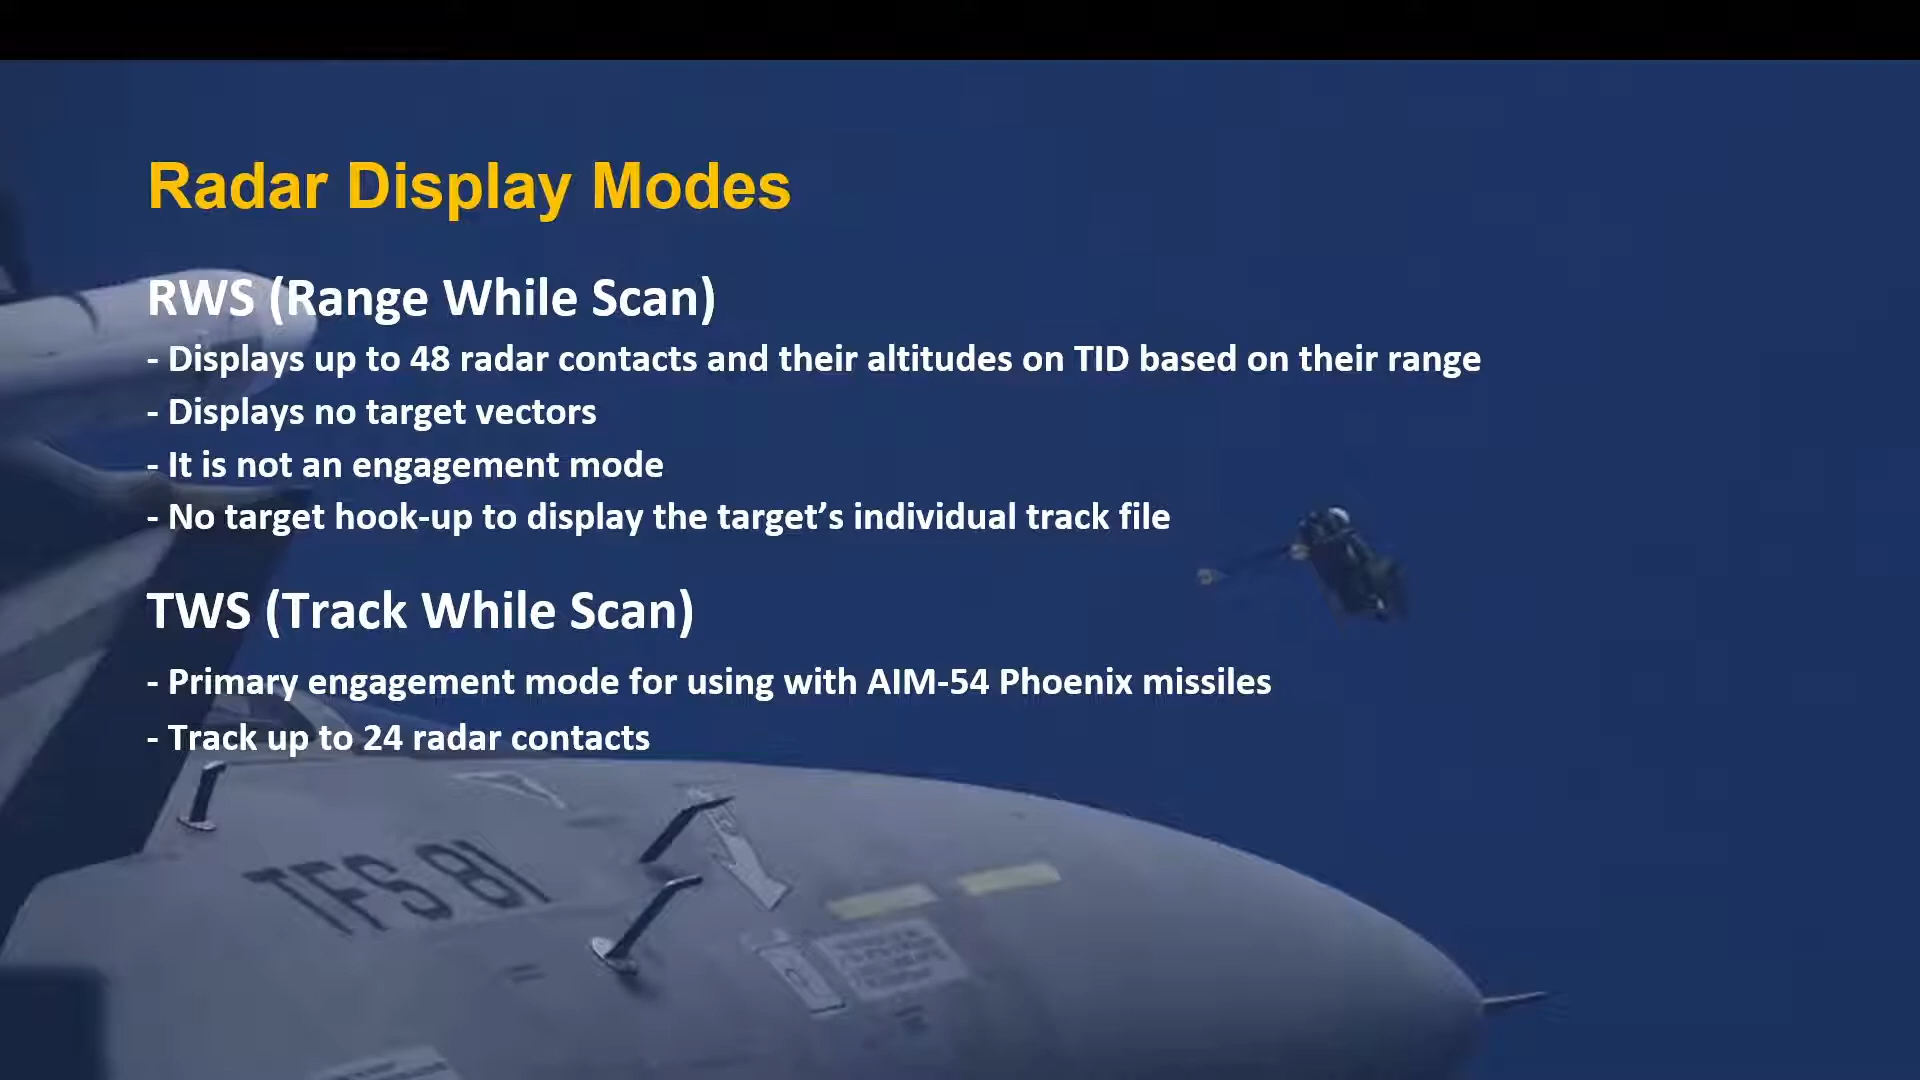 Radar Display Modes
RWS (Range While Scan)
- Displays up to 48 radar contacts and their altitudes on TID based on their range
- Displays no target vectors
- It is not an engagement mode
- No target hook-up to display the target’s individual track file
TWS (Track While Scan)
- Primary engagement mode for using with AIM-54 Phoenix missiles
- Track up to 24 radar contacts
TFS 81